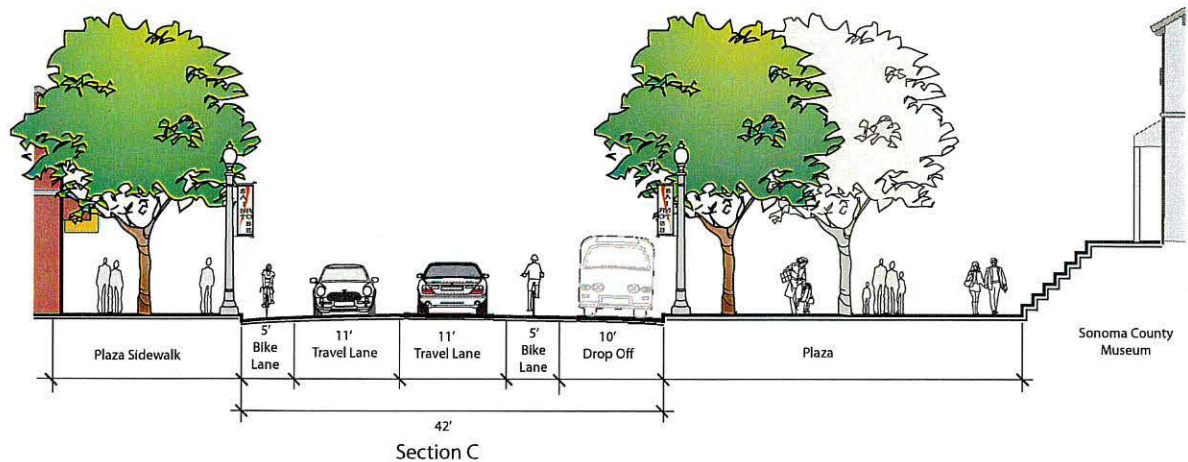 Plaza Sidewalk
5'
Bike
Lane
11'
Travel Lane
11'
Travel Lane
5'
Bike
Lane
10'
Drop Off
Plaza
Sonoma County
Museum
42'
Section C